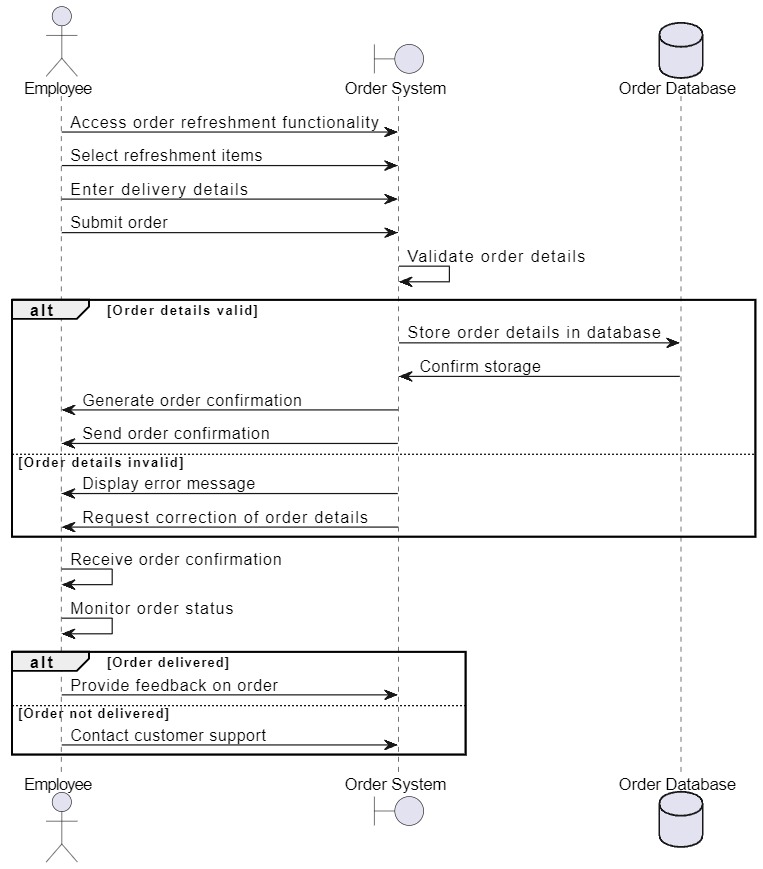 Employee
Order System
Order Database
Access order refreshment functionality
Select refreshment items
Enter delivery details
Submit order
Validate order details
alt [Order details valid]
Store order details in database
Confirm storage
Generate order confirmation
Send order confirmation
[Order details invalid]
Display error message
Request correction of order details
Receive order confirmation
Monitor order status
alt [Order delivered]
Provide feedback on order
[Order not delivered]
Contact customer support
Employee
Order System
Order Database